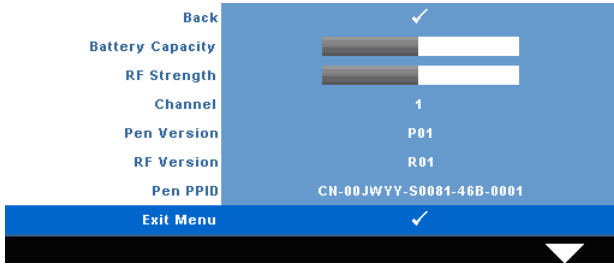 Back
Battery Capacity
RF Strength
Channel 1
Pen Version P01
RF Version R01
Pen PPID CN-00JWYY-S0081-46B-0001
Exit Menu